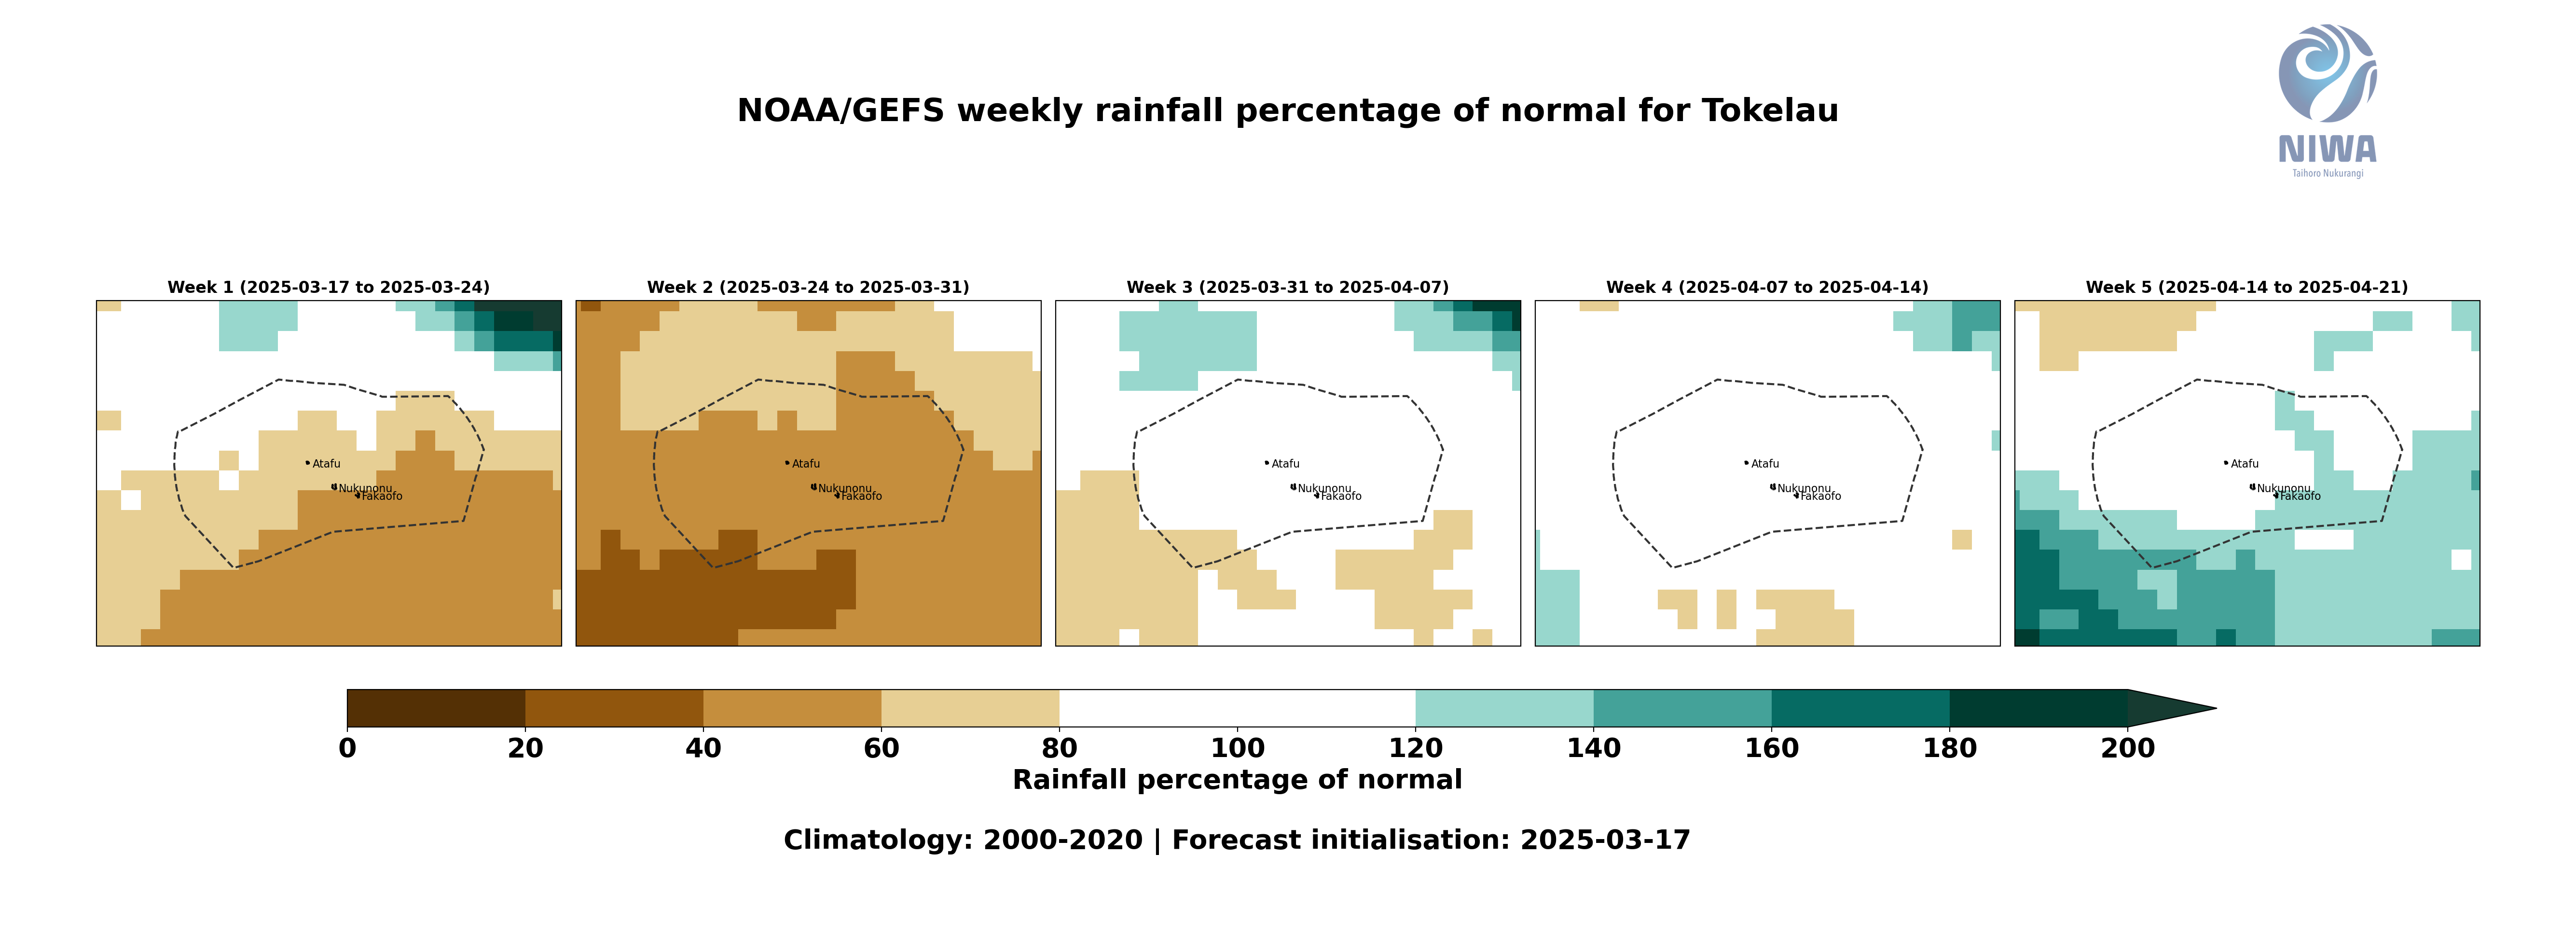 NOAA/GEFS weekly rainfall percentage of normal for Tokelau
NIWA
Taihoro Nukurangi
Week 1 (2025-03-17 to 2025-03-24)
Week 2 (2025-03-24 to 2025-03-31)
Week 3 (2025-03-31 to 2025-04-07)
Week 4 (2025-04-07 to 2025-04-14)
Week 5 (2025-04-14 to 2025-04-21)
Atafu
Nukunonu
Fakaofo
Atafu
Nukunonu
Fakaofo
Atafu
Nukunonu
Fakaofo
Atafu
Nukunonu
Fakaofo
Atafu
Nukunonu
Fakaofo
0 20 40 60 80 100 120 140 160 180 200
Rainfall percentage of normal
Climatology: 2000-2020 | Forecast initialisation: 2025-03-17